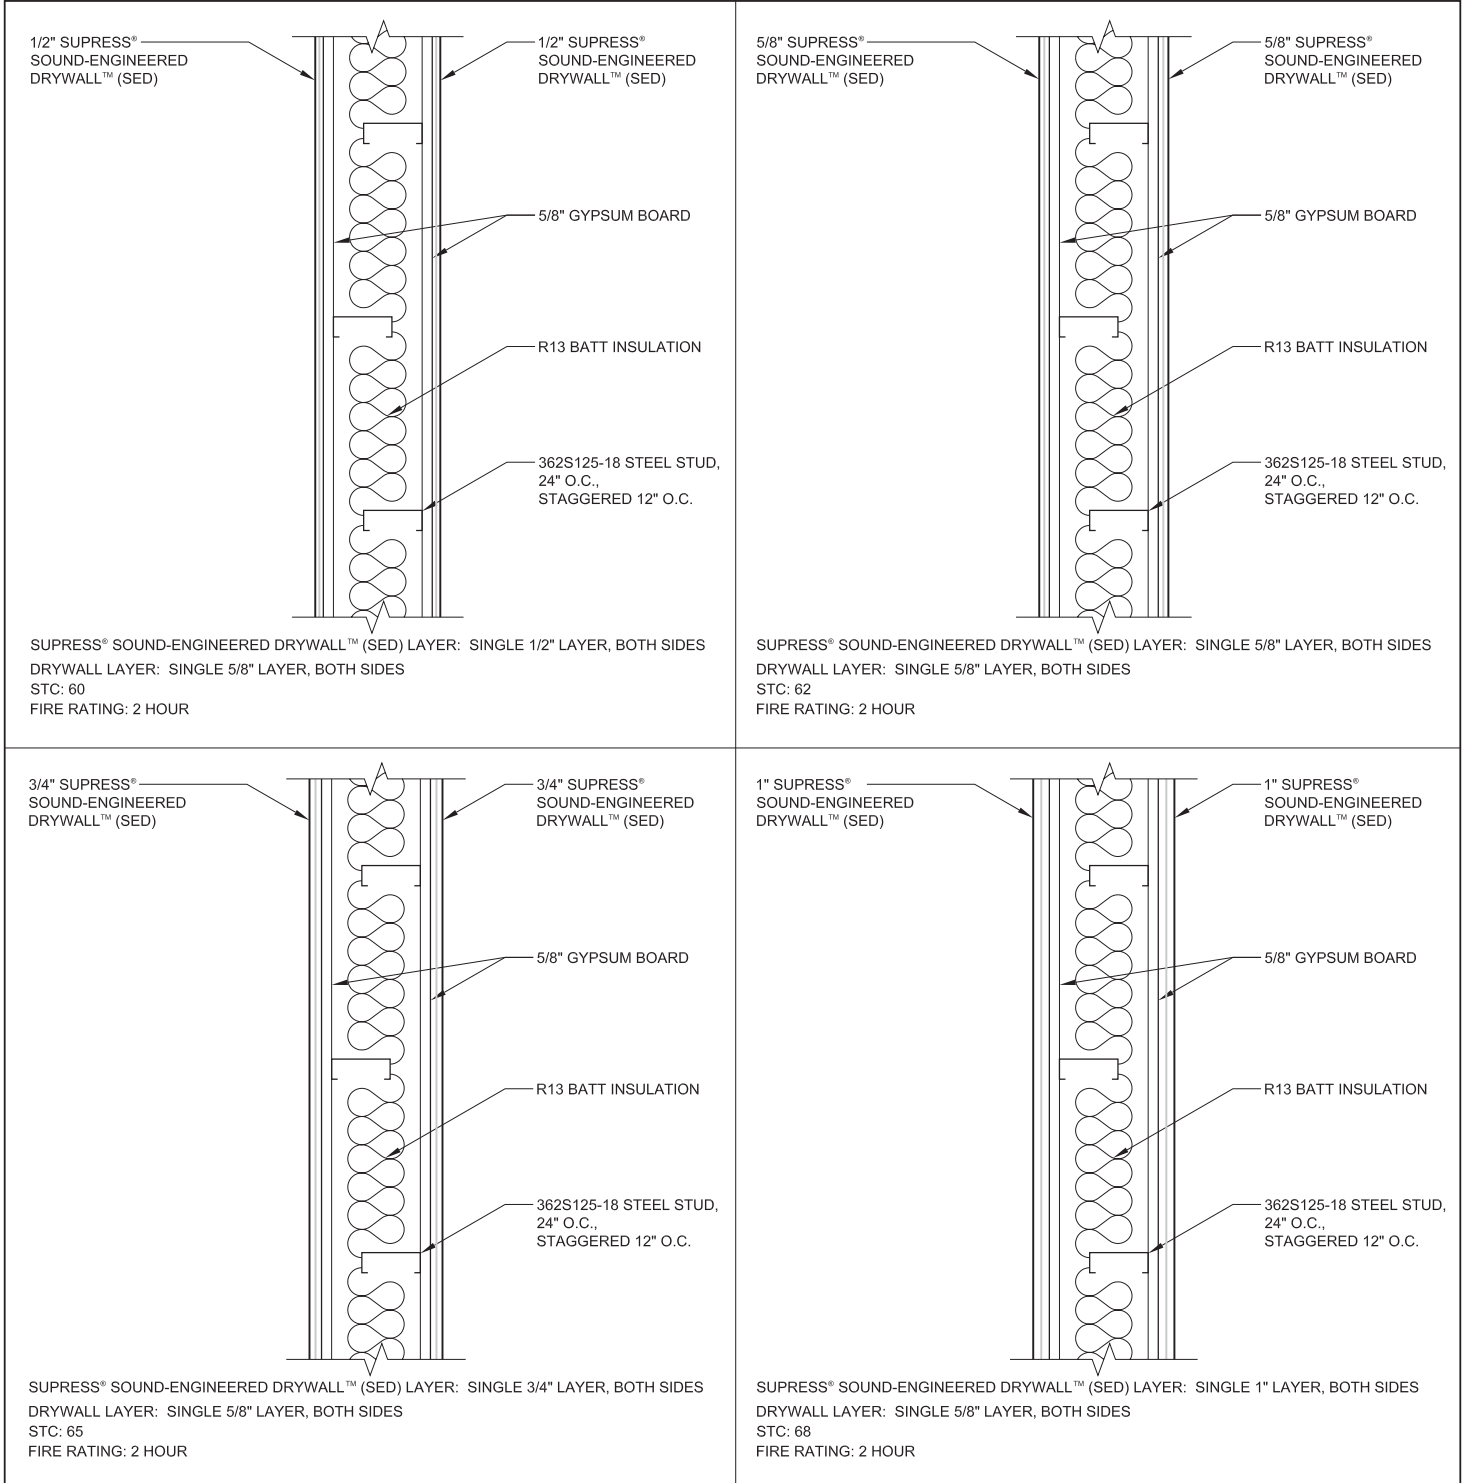 1/2" SUPRESS®
SOUND-ENGINEERED
DRYWALL™ (SED)
1/2" SUPRESS®
SOUND-ENGINEERED
DRYWALL™ (SED)
5/8" GYPSUM BOARD
R13 BATT INSULATION
362S125-18 STEEL STUD,
24" O.C.,
STAGGERED 12" O.C.
SUPRESS® SOUND-ENGINEERED DRYWALL™ (SED) LAYER: SINGLE 1/2" LAYER, BOTH SIDES
DRYWALL LAYER: SINGLE 5/8" LAYER, BOTH SIDES
STC: 60
FIRE RATING: 2 HOUR
5/8" SUPRESS®
SOUND-ENGINEERED
DRYWALL™ (SED)
5/8" SUPRESS®
SOUND-ENGINEERED
DRYWALL™ (SED)
5/8" GYPSUM BOARD
R13 BATT INSULATION
362S125-18 STEEL STUD,
24" O.C.,
STAGGERED 12" O.C.
SUPRESS® SOUND-ENGINEERED DRYWALL™ (SED) LAYER: SINGLE 5/8" LAYER, BOTH SIDES
DRYWALL LAYER: SINGLE 5/8" LAYER, BOTH SIDES
STC: 62
FIRE RATING: 2 HOUR
3/4" SUPRESS®
SOUND-ENGINEERED
DRYWALL™ (SED)
3/4" SUPRESS®
SOUND-ENGINEERED
DRYWALL™ (SED)
5/8" GYPSUM BOARD
R13 BATT INSULATION
362S125-18 STEEL STUD,
24" O.C.,
STAGGERED 12" O.C.
SUPRESS® SOUND-ENGINEERED DRYWALL™ (SED) LAYER: SINGLE 3/4" LAYER, BOTH SIDES
DRYWALL LAYER: SINGLE 5/8" LAYER, BOTH SIDES
STC: 65
FIRE RATING: 2 HOUR
1" SUPRESS®
SOUND-ENGINEERED
DRYWALL™ (SED)
1" SUPRESS®
SOUND-ENGINEERED
DRYWALL™ (SED)
5/8" GYPSUM BOARD
R13 BATT INSULATION
362S125-18 STEEL STUD,
24" O.C.,
STAGGERED 12" O.C.
SUPRESS® SOUND-ENGINEERED DRYWALL™ (SED) LAYER: SINGLE 1" LAYER, BOTH SIDES
DRYWALL LAYER: SINGLE 5/8" LAYER, BOTH SIDES
STC: 68
FIRE RATING: 2 HOUR